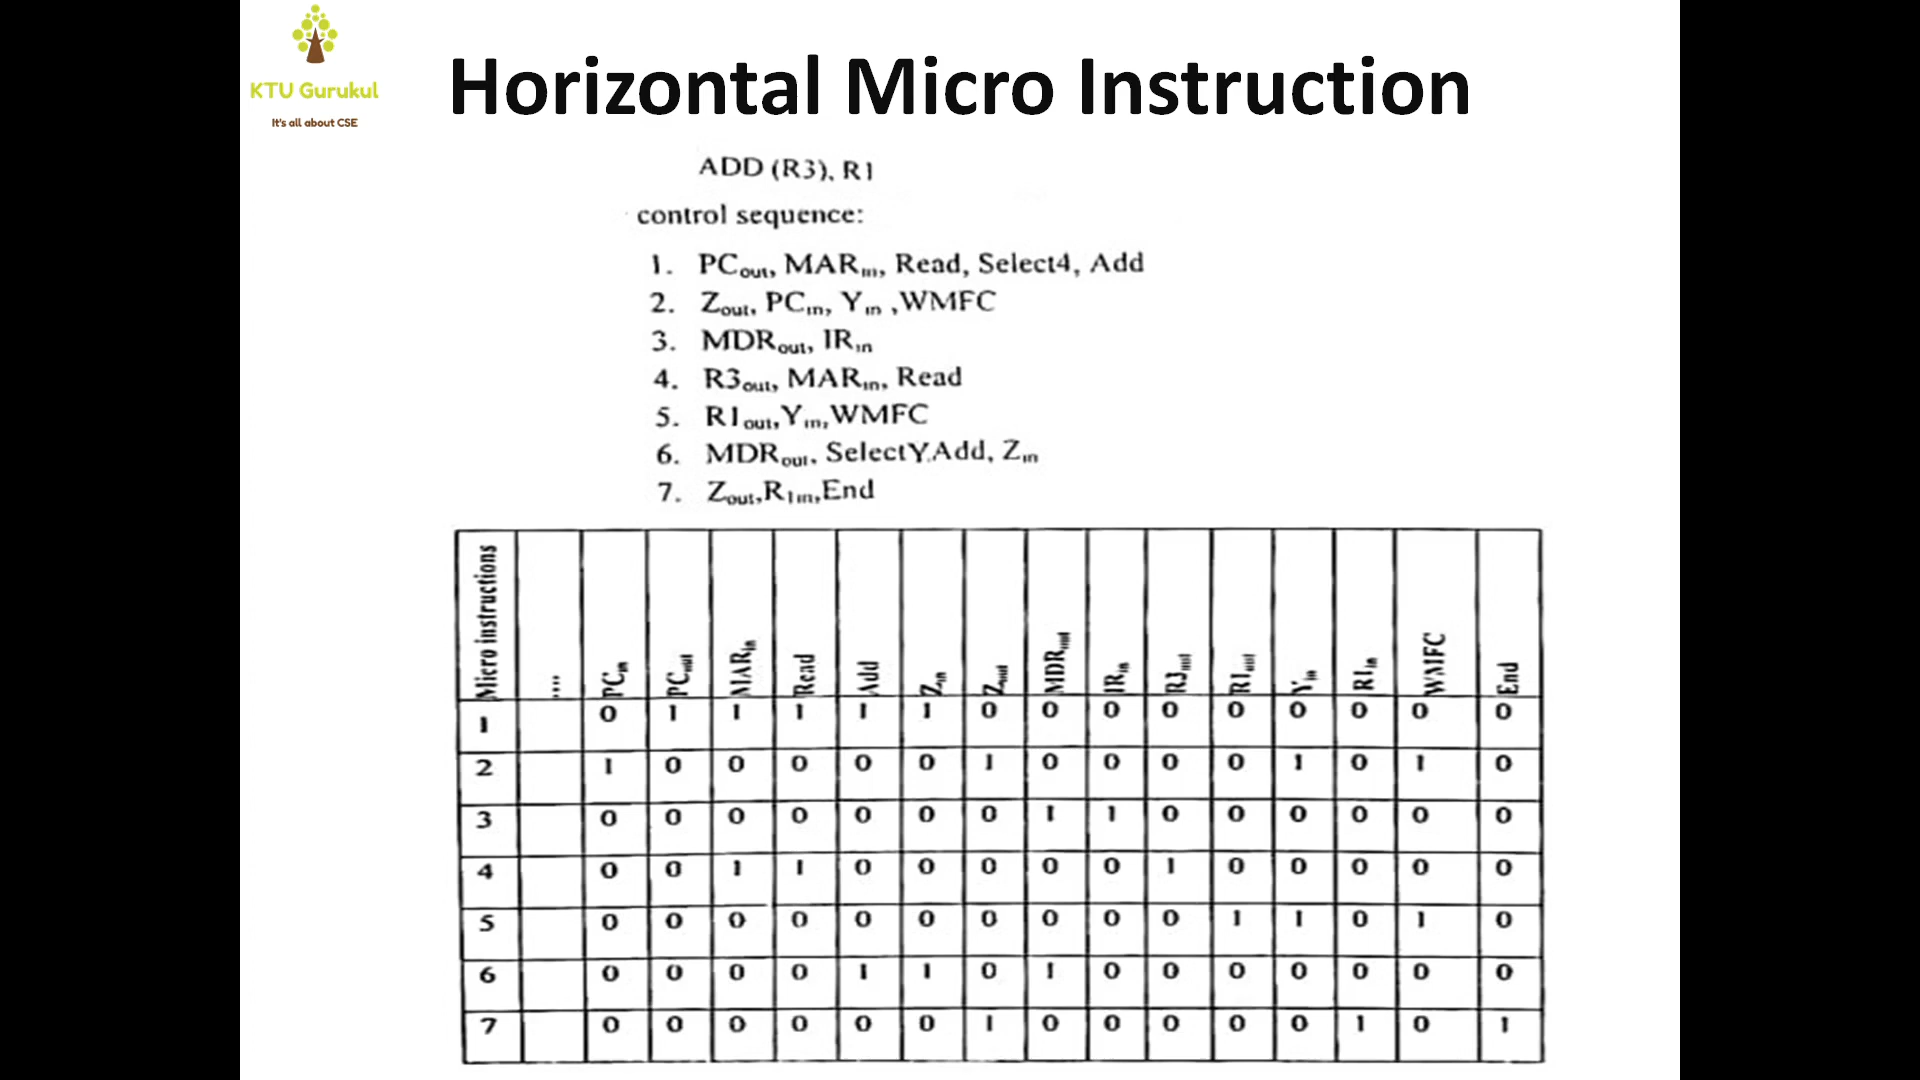 KTU Gurukul
It's all about CSE
Horizontal Micro Instruction
ADD (R3), R1
control sequence:
1. PCout, MARin, Read, Select4, Add
2. Zout, PCin, Yin ,WMFC
3. MDRout, IRin
4. R3out, MARin, Read
5. R1out,Yin,WMFC
6. MDRout, SelectY,Add, Zin
7. Zout,R1in,End
Micro instructions .... PCin PCout MARin Read Add Zin Zout MDRout IRin R3out R1out Yin R1in WMFC End
1 0 1 1 1 1 1 0 0 0 0 0 0 0 0 0
2 1 0 0 0 0 0 1 0 0 0 0 1 0 1 0
3 0 0 0 0 0 0 0 1 1 0 0 0 0 0 0
4 0 0 1 1 0 0 0 0 0 1 0 0 0 0 0
5 0 0 0 0 0 0 0 0 0 0 1 1 0 1 0
6 0 0 0 0 1 1 0 1 0 0 0 0 0 0 0
7 0 0 0 0 0 0 1 0 0 0 0 0 1 0 1